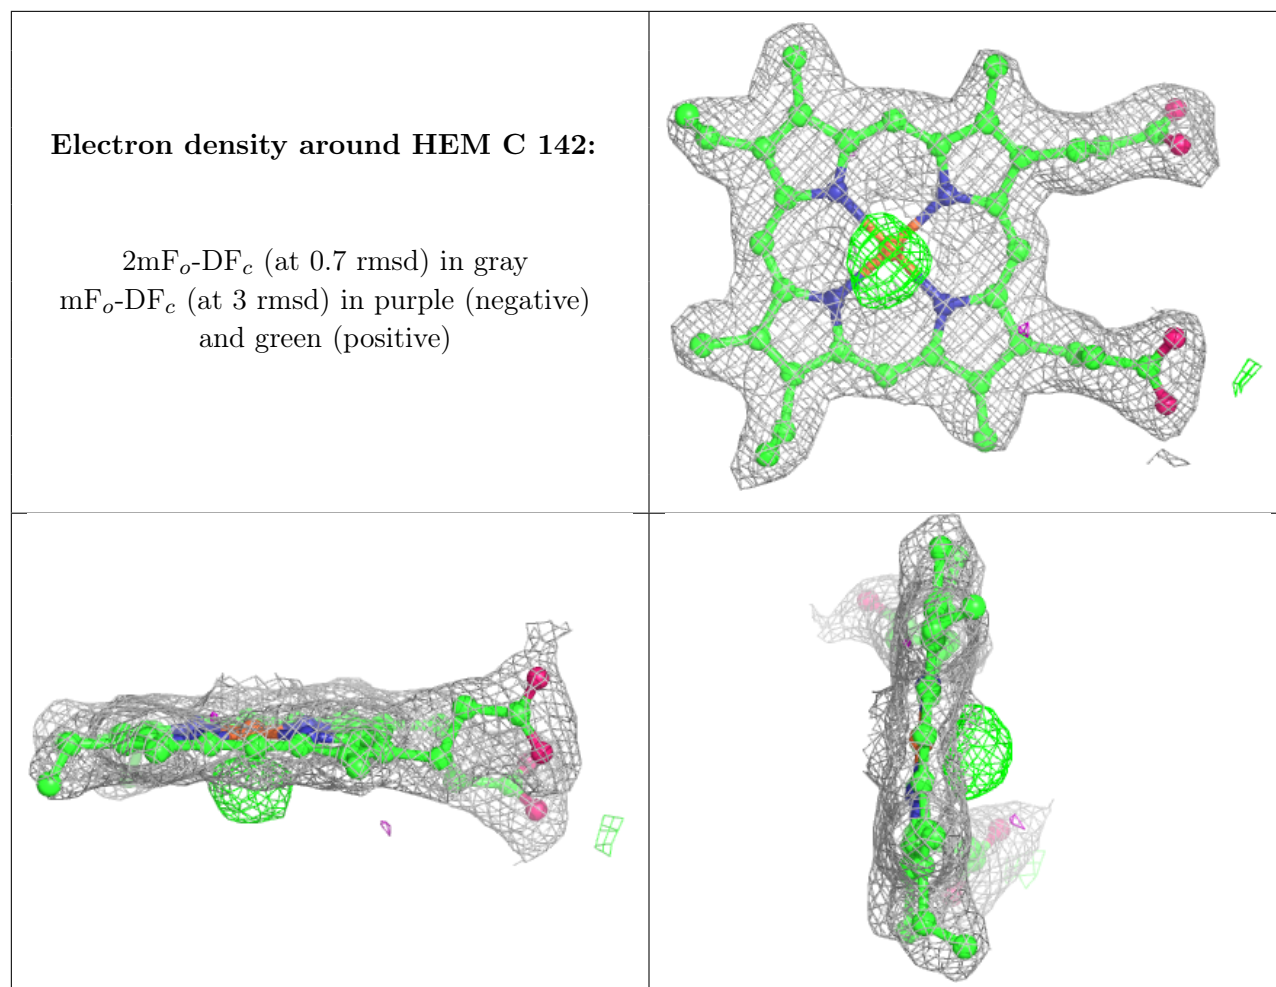 Electron density around HEM C 142:
2mFₒ-DF𝒸 (at 0.7 rmsd) in gray
mFₒ-DF𝒸 (at 3 rmsd) in purple (negative)
and green (positive)